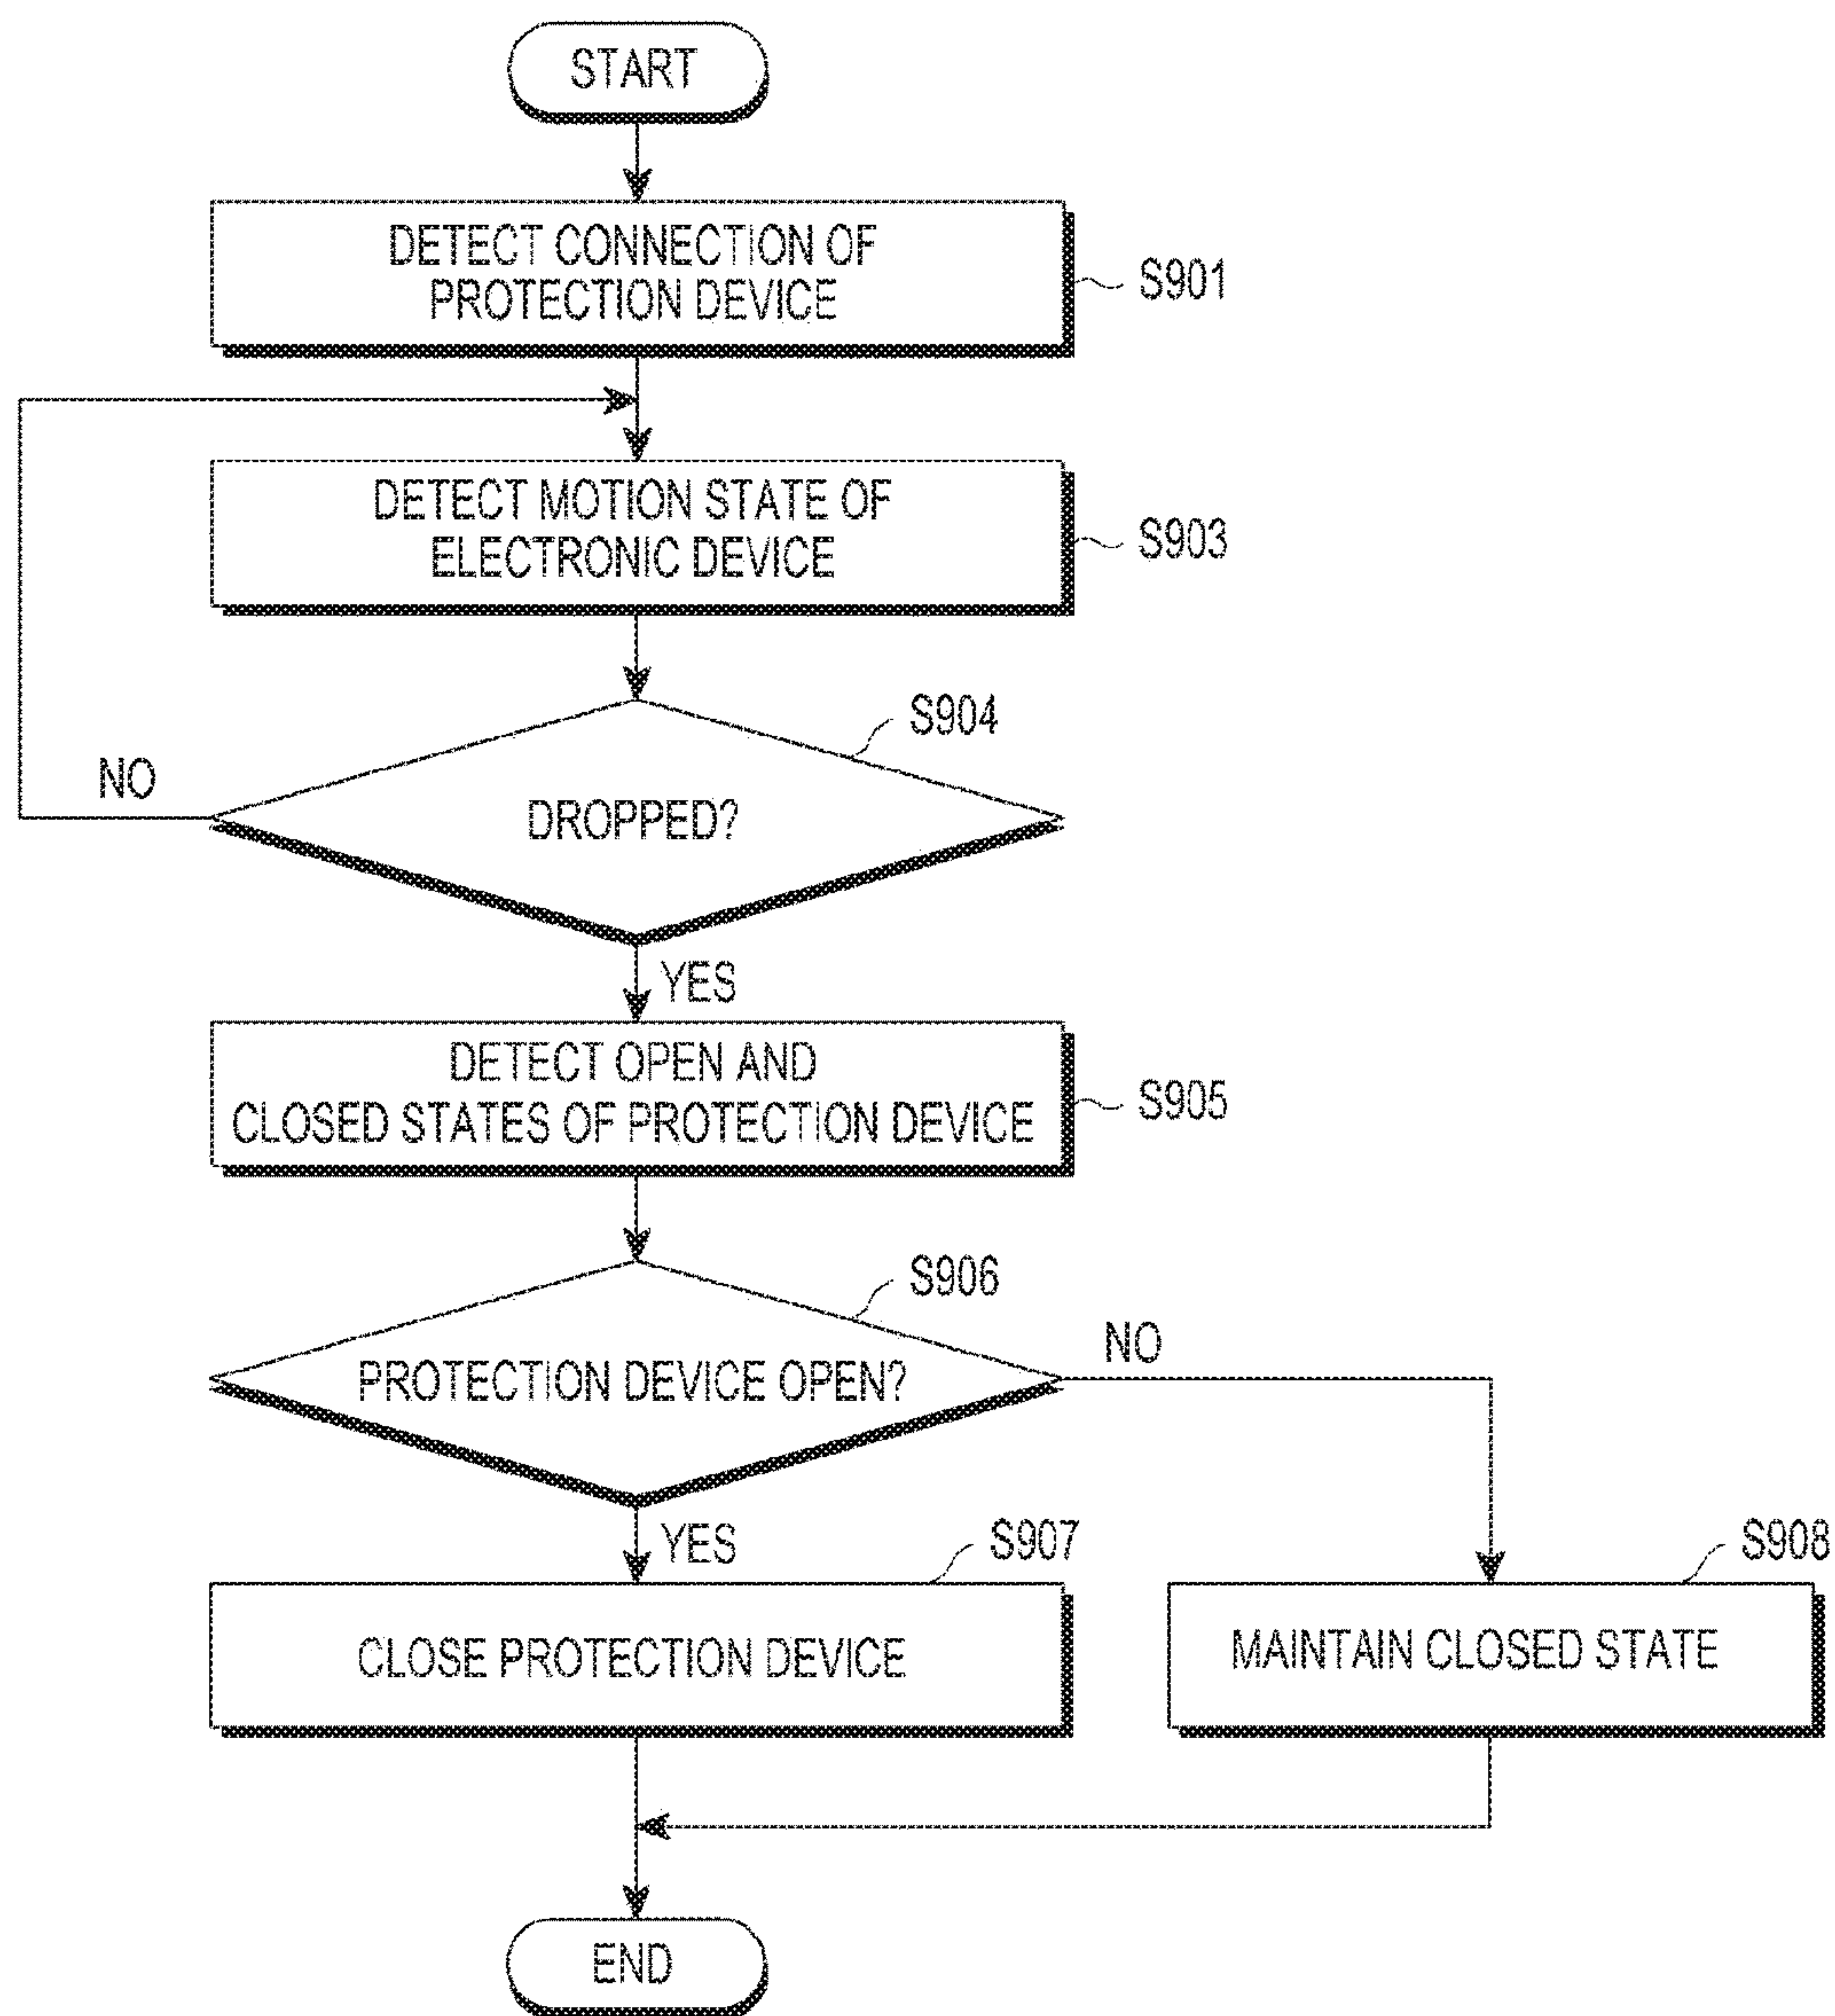 START
DETECT CONNECTION OF
PROTECTION DEVICE
S901
DETECT MOTION STATE OF
ELECTRONIC DEVICE
S903
S904
NO
DROPPED?
YES
DETECT OPEN AND
CLOSED STATES OF PROTECTION DEVICE
S905
S906
NO
PROTECTION DEVICE OPEN?
YES
S907
S908
CLOSE PROTECTION DEVICE
MAINTAIN CLOSED STATE
END